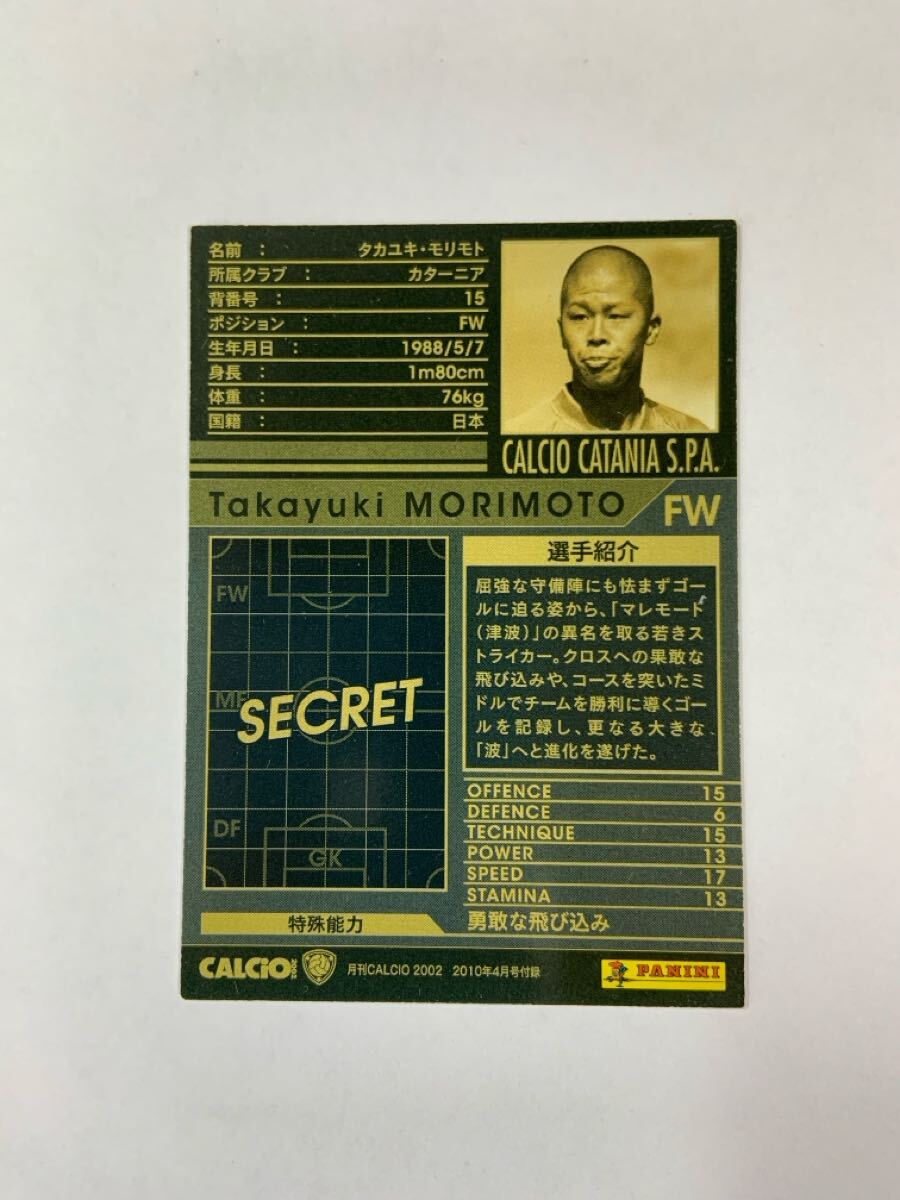 名前 : タカユキ・モリモト
所属クラブ : カターニア
背番号 : 15
ポジション : FW
生年月日 : 1988/5/7
身長 : 1m80cm
体重 : 76kg
国籍 : 日本
CALCIO CATANIA S.P.A.
Takayuki MORIMOTO
FW
FW
MF
SECRET
DF
GK
選手紹介
屈強な守備陣にも怯まずゴー
ルに迫る姿から、「マレモード
(津波)」の異名を取る若きス
トライカー。クロスへの果敢な
飛び込みや、コースを突いたミ
ドルでチームを勝利に導くゴー
ルを記録し、更なる大きな
「波」へと進化を遂げた。
OFFENCE 15
DEFENCE 6
TECHNIQUE 15
POWER 13
SPEED 17
STAMINA 13
特殊能力 勇敢な飛び込み
CALCiO 2002 月刊CALCIO 2002 2010年4月号付録 PANINI